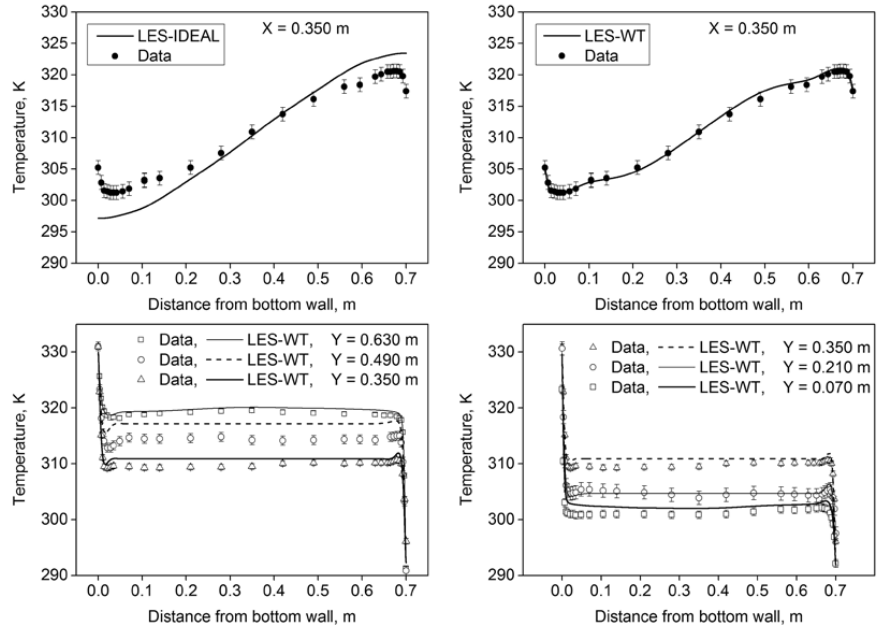 LES-IDEAL
Data
X = 0.350 m
Temperature, K
290
295
300
305
310
315
320
325
0.0 0.1 0.2 0.3 0.4 0.5 0.6 0.7
Distance from bottom wall, m
LES-WT
Data
X = 0.350 m
Temperature, K
290
295
300
305
310
315
320
325
0.0 0.1 0.2 0.3 0.4 0.5 0.6 0.7
Distance from bottom wall, m
Data, LES-WT, Y = 0.630 m
Data, LES-WT, Y = 0.490 m
Data, LES-WT, Y = 0.350 m
Temperature, K
290
300
310
320
330
0.0 0.1 0.2 0.3 0.4 0.5 0.6 0.7
Distance from bottom wall, m
Data, LES-WT, Y = 0.350 m
Data, LES-WT, Y = 0.210 m
Data, LES-WT, Y = 0.070 m
Temperature, K
290
300
310
320
330
0.0 0.1 0.2 0.3 0.4 0.5 0.6 0.7
Distance from bottom wall, m